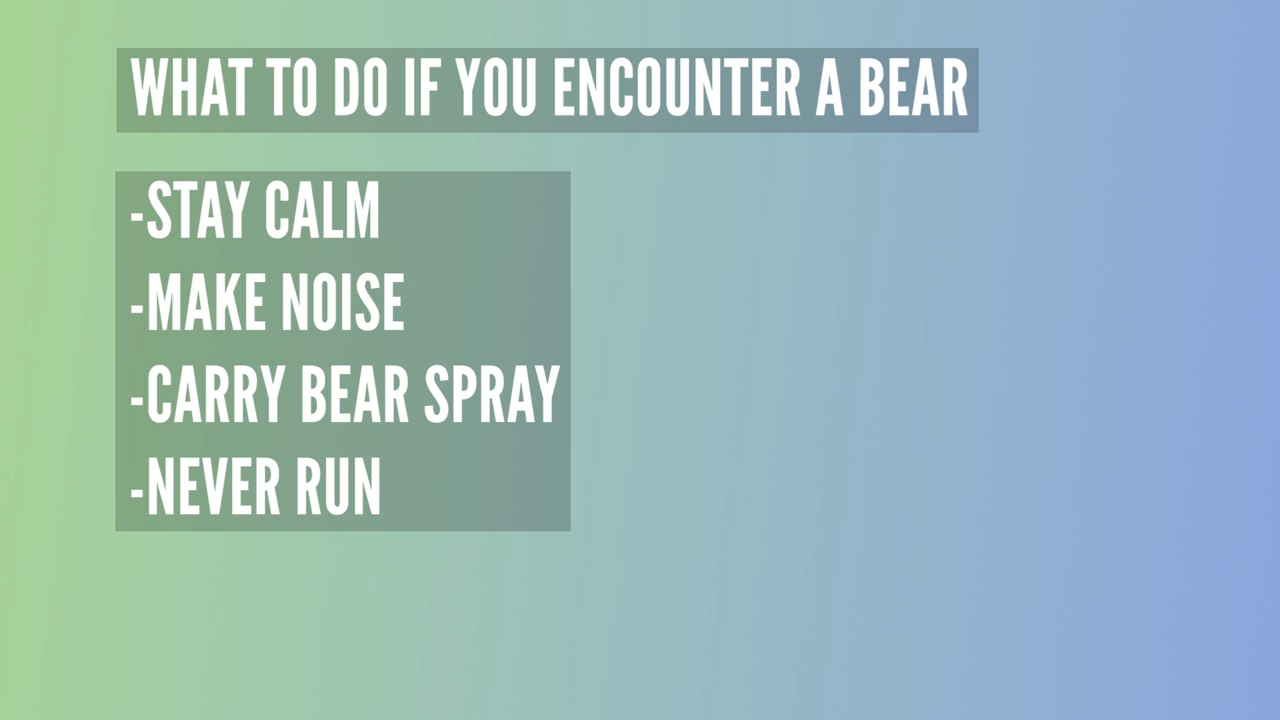 WHAT TO DO IF YOU ENCOUNTER A BEAR
-STAY CALM
-MAKE NOISE
-CARRY BEAR SPRAY
-NEVER RUN